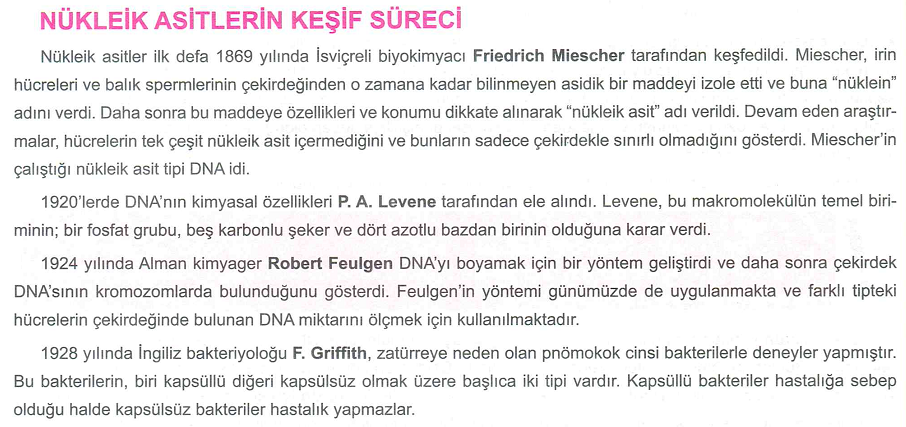 NÜKLEİK ASİTLERİN KEŞİF SÜRECİ
Nükleik asitler ilk defa 1869 yılında İsviçreli biyokimyacı Friedrich Miescher tarafından keşfedildi. Miescher, irin
hücreleri ve balık spermlerinin çekirdeğinden o zamana kadar bilinmeyen asidik bir maddeyi izole etti ve buna “nüklein”
adını verdi. Daha sonra bu maddeye özellikleri ve konumu dikkate alınarak “nükleik asit” adı verildi. Devam eden araştır-
malar, hücrelerin tek çeşit nükleik asit içermediğini ve bunların sadece çekirdekle sınırlı olmadığını gösterdi. Miescher’in
çalıştığı nükleik asit tipi DNA idi.
1920’lerde DNA’nın kimyasal özellikleri P. A. Levene tarafından ele alındı. Levene, bu makromolekülün temel biri-
minin; bir fosfat grubu, beş karbonlu şeker ve dört azotlu bazdan birinin olduğuna karar verdi.
1924 yılında Alman kimyager Robert Feulgen DNA’yı boyamak için bir yöntem geliştirdi ve daha sonra çekirdek
DNA’sının kromozomlarda bulunduğunu gösterdi. Feulgen’in yöntemi günümüzde de uygulanmakta ve farklı tipteki
hücrelerin çekirdeğinde bulunan DNA miktarını ölçmek için kullanılmaktadır.
1928 yılında İngiliz bakteriyoloğu F. Griffith, zatürreye neden olan pnömokok cinsi bakterilerle deneyler yapmıştır.
Bu bakterilerin, biri kapsüllü diğeri kapsülsüz olmak üzere başlıca iki tipi vardır. Kapsüllü bakteriler hastalığa sebep
olduğu halde kapsülsüz bakteriler hastalık yapmazlar.